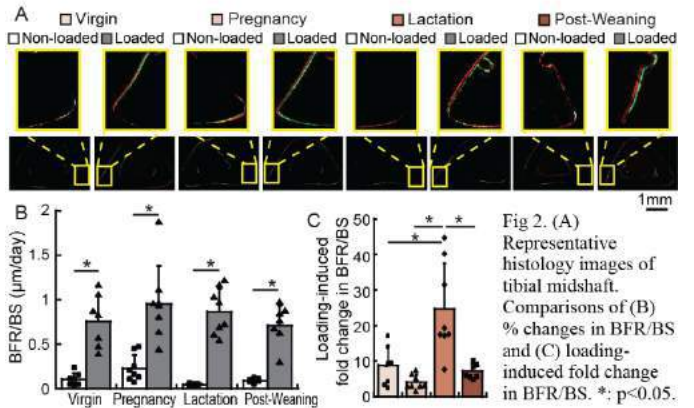 A
Virgin
Pregnancy
Lactation
Post-Weaning
Non-loaded Loaded Non-loaded Loaded Non-loaded Loaded Non-loaded Loaded
1mm
B
BFR/BS (μm/day)
2
1.5
1
0.5
0
* * * *
Virgin Pregnancy Lactation Post-Weaning
C
Loading-induced
fold change in BFR/BS
50
40
30
20
10
0
* * *
Fig 2. (A)
Representative
histology images of
tibial midshaft.
Comparisons of (B)
% changes in BFR/BS
and (C) loading-
induced fold change
in BFR/BS. *: p<0.05.